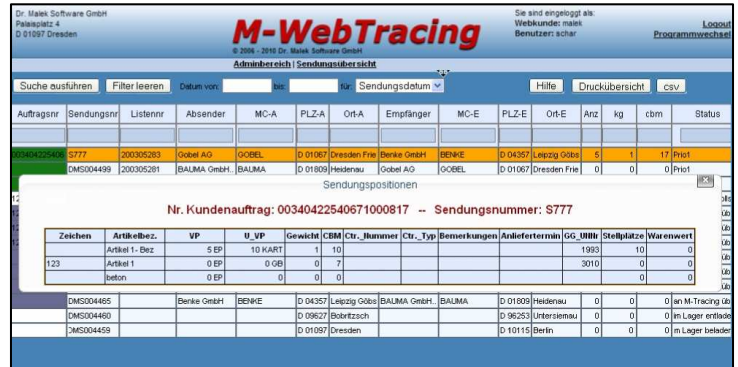 Dr. Malek Software GmbH
Palaisplatz 4
D 01097 Dresden
M-WebTracing
© 2006 - 2010 Dr. Malek Software GmbH
Sie sind eingeloggt als:
Webkunde: malek
Benutzer: schar
Logout
Programmwechsel
Adminbereich | Sendungsübersicht
Suche ausführen Filter leeren Datum von: bis: für: Sendungsdatum Hilfe Druckübersicht csv
Auftragsnr Sendungsnr Listennr Absender MC-A PLZ-A Ort-A Empfänger MC-E PLZ-E Ort-E Anz kg cbm Status
S777 200305283 Gobel AG GOBEL D 01067 Dresden Frie Benke GmbH BENKE D 04357 Leipzig Göbs 5 1 17 Prio1
DMS004499 200305281 BAUMA GmbH.. BAUMA D 01809 Heidenau Gobel AG GOBEL D 01067 Dresden Frie 0 0 0 Prio1
Sendungspositionen
Nr. Kundenauftrag: 00340422540671000817 -- Sendungsnummer: S777
Zeichen Artikelbez. VP U_VP Gewicht CBM Ctr._Nummer Ctr._Typ Bemerkungen Anliefertermin GG_UNNr Stellplätze Warenwert
Artikel 1- Bez 5 EP 10 KART 1 10 1993 10 0
123 Artikel 1 0 EP 0 GB 0 7 3010 0 0
beton 0 EP 0 0 0 0 0
DMS004465 Benke GmbH BENKE D 04357 Leipzig Göbs BAUMA GmbH.. BAUMA D 01809 Heidenau 0 0 0 an M-Tracing üb
DMS004460 D 09627 Bobritzsch D 96253 Untersiemau 0 0 0 im Lager entlade
DMS004459 D 01097 Dresden D 10115 Berlin 0 0 0 m Lager belader